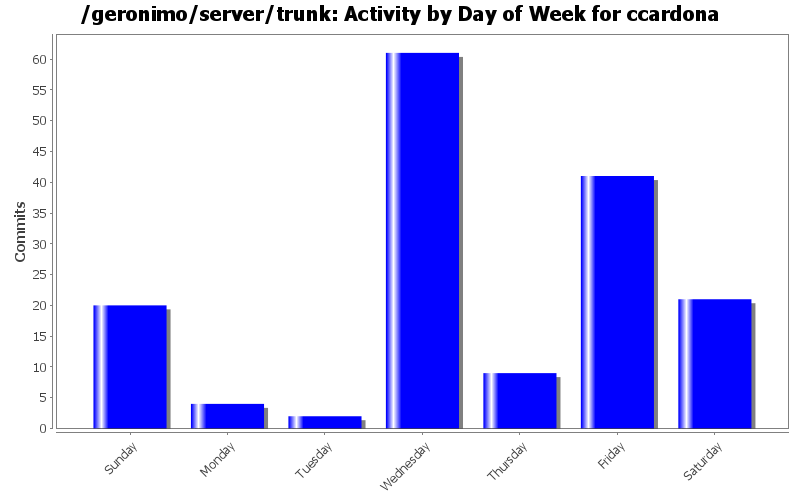 /geronimo/server/trunk: Activity by Day of Week for ccardona
Commits
60
55
50
45
40
35
30
25
20
15
10
5
0
Sunday
Monday
Tuesday
Wednesday
Thursday
Friday
Saturday